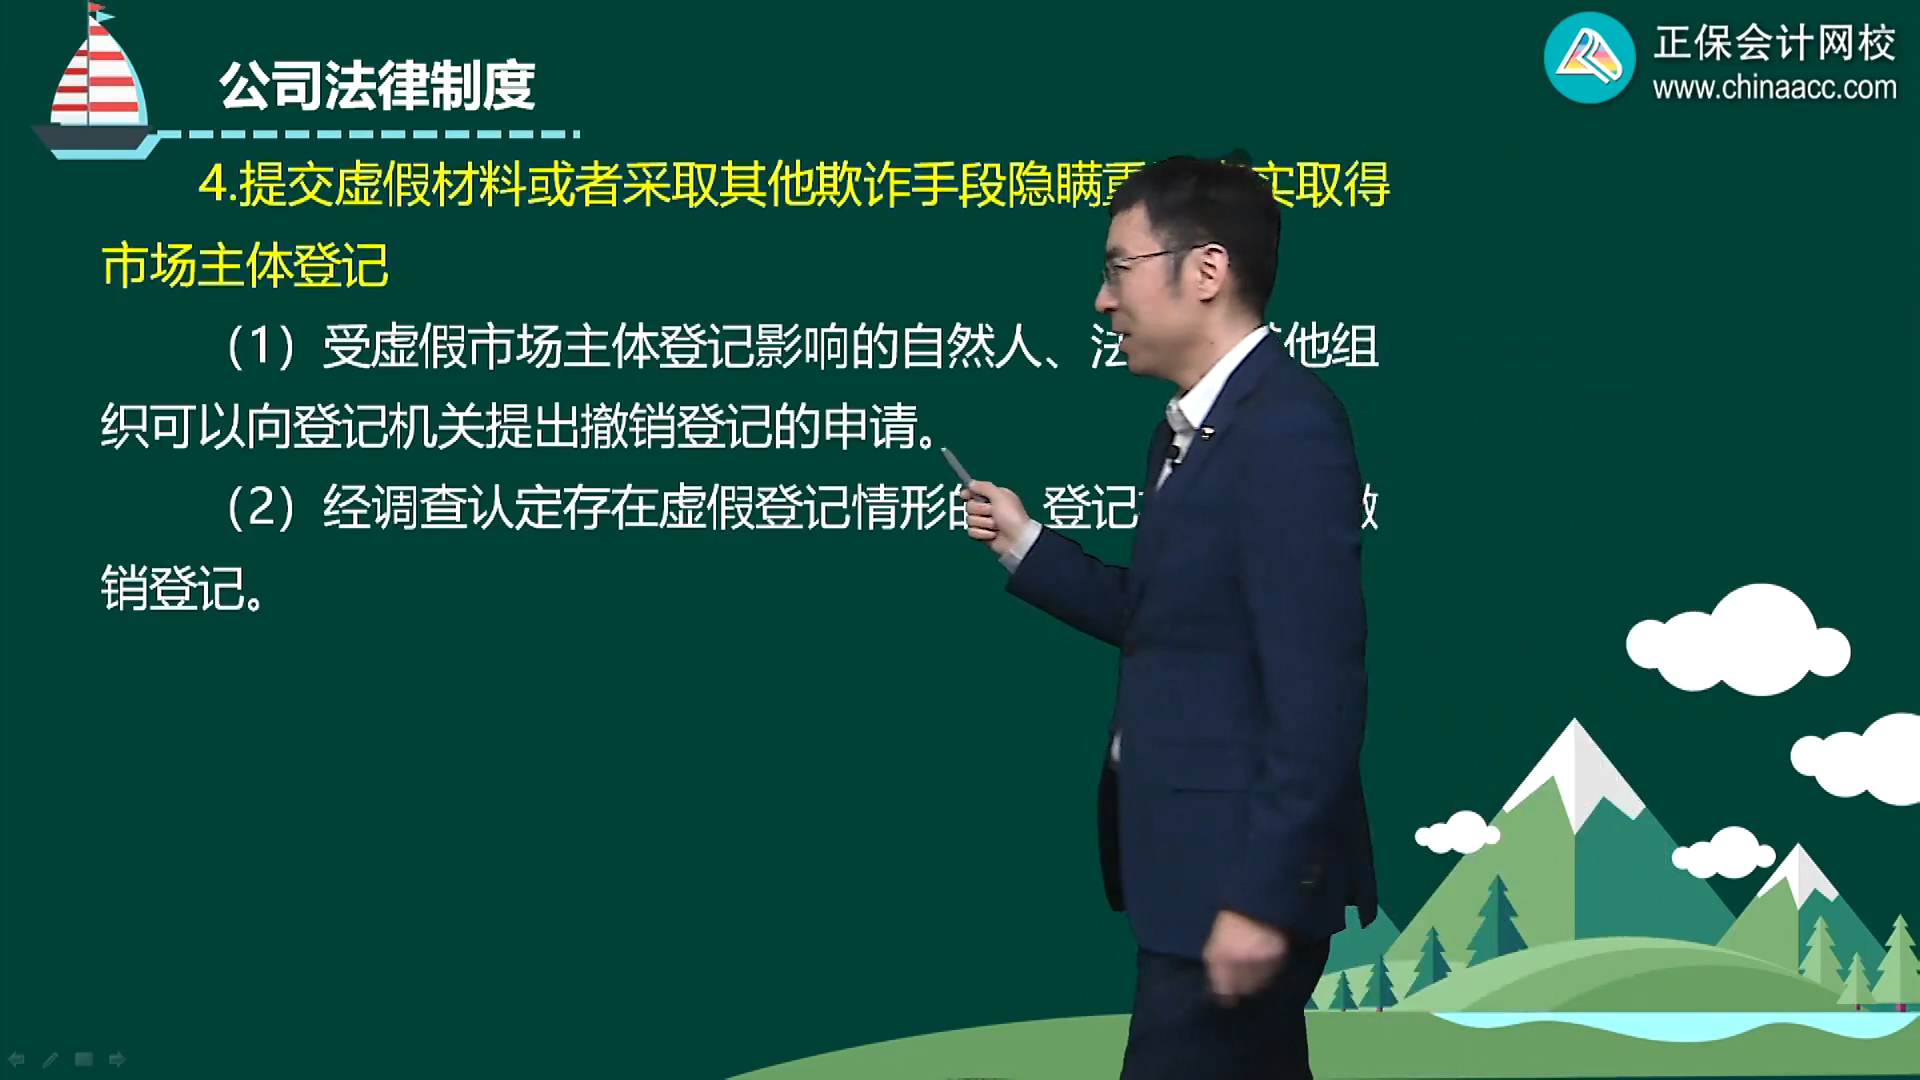 正保会计网校
www.chinaacc.com
公司法律制度
4.提交虚假材料或者采取其他欺诈手段隐瞒重 实取得
市场主体登记
（1）受虚假市场主体登记影响的自然人、法 他组
织可以向登记机关提出撤销登记的申请。
（2）经调查认定存在虚假登记情形的 登记 撤
销登记。